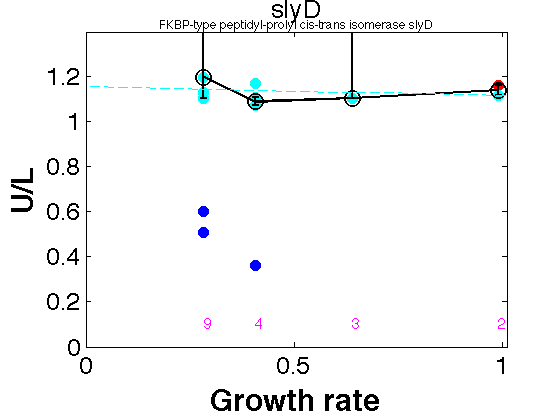 slyD
FKBP-type peptidyl-prolyl cis-trans isomerase slyD
1.2
1
0.8
0.6
0.4
0.2
0
U/L
9 4 3 2
0 0.5 1
Growth rate